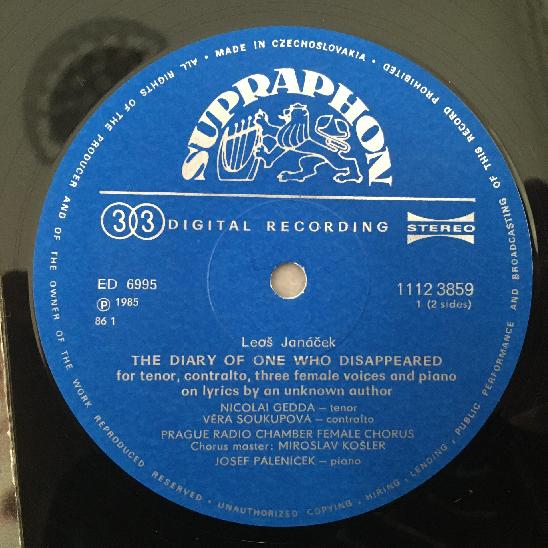 MADE IN CZECHOSLOVAKIA • ALL RIGHTS OF THE PRODUCER AND OF THE OWNER OF THE WORK REPRODUCED RESERVED • UNAUTHORIZED COPYING, HIRING, LENDING, PUBLIC PERFORMANCE AND BROADCASTING OF THIS RECORD PROHIBITED •
SUPRAPHON
33 DIGITAL RECORDING STEREO
ED 6995
℗ 1985
86 1
1112 3859
1 (2 sides)
Leoš Janáček
THE DIARY OF ONE WHO DISAPPEARED
for tenor, contralto, three female voices and piano
on lyrics by an unknown author
NICOLAI GEDDA – tenor
VĚRA SOUKUPOVÁ – contralto
PRAGUE RADIO CHAMBER FEMALE CHORUS
Chorus master: MIROSLAV KOŠLER
JOSEF PÁLENÍČEK – piano